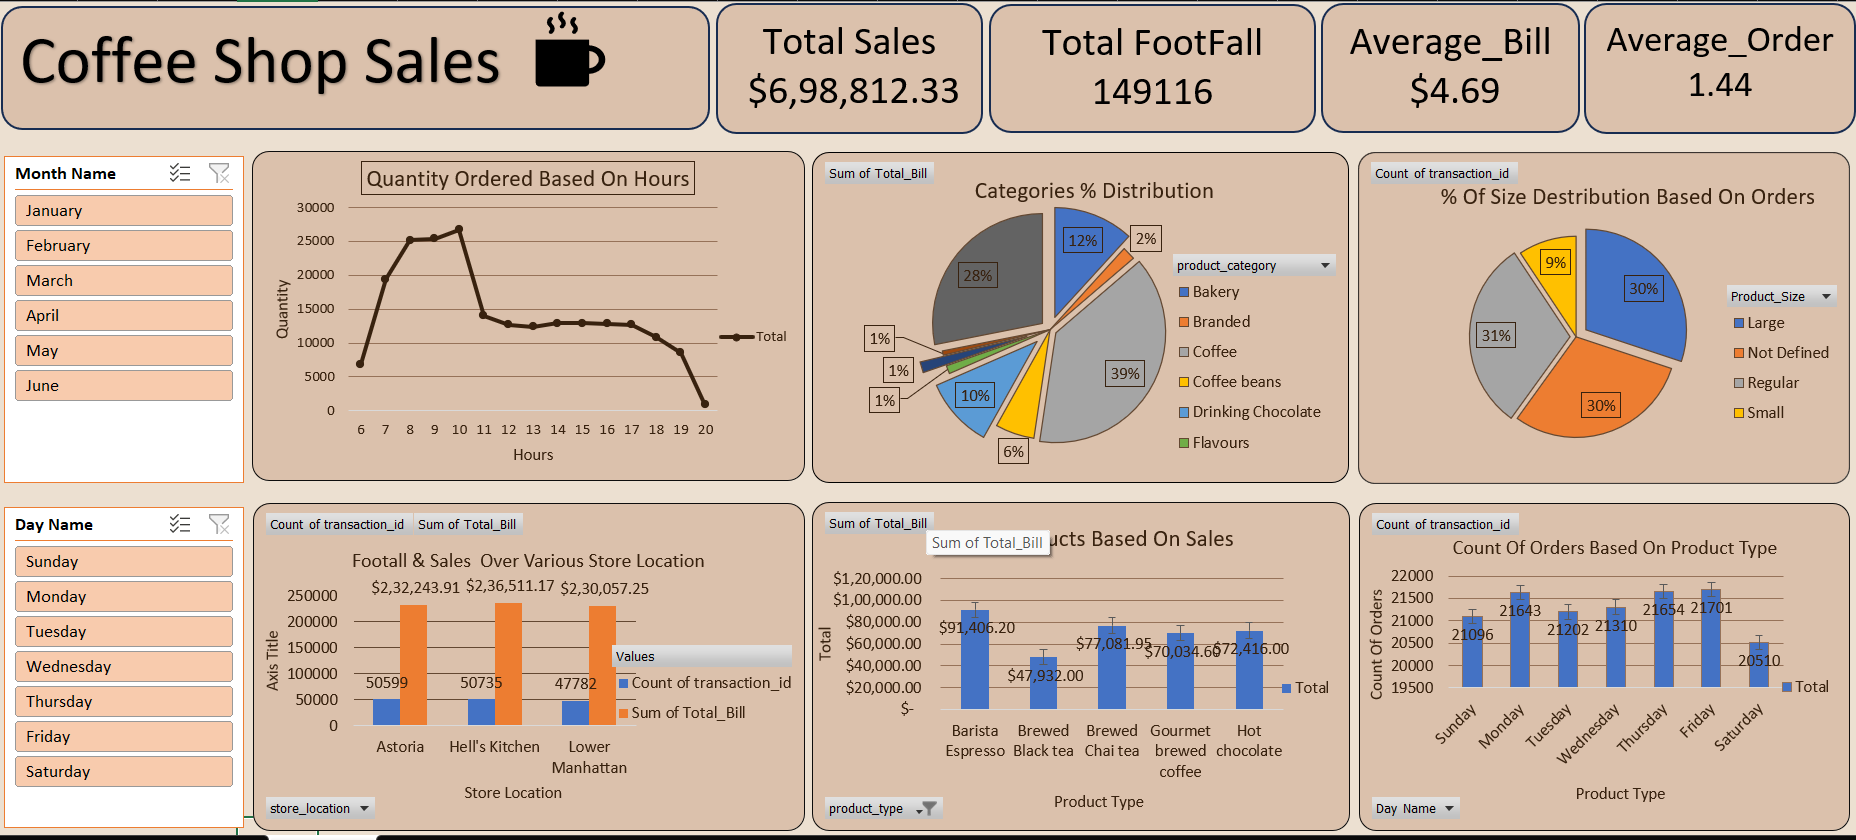 Coffee Shop Sales
Total Sales
$6,98,812.33
Total FootFall
149116
Average_Bill
$4.69
Average_Order
1.44
Month Name
January
February
March
April
May
June
Quantity Ordered Based On Hours
Quantity
30000
25000
20000
15000
10000
5000
0
6 7 8 9 10 11 12 13 14 15 16 17 18 19 20
Hours
Total
Sum of Total_Bill
Categories % Distribution
12%
2%
39%
6%
10%
1%
1%
1%
28%
product_category
Bakery
Branded
Coffee
Coffee beans
Drinking Chocolate
Flavours
Count of transaction_id
% Of Size Destribution Based On Orders
30%
30%
31%
9%
Product_Size
Large
Not Defined
Regular
Small
Day Name
Sunday
Monday
Tuesday
Wednesday
Thursday
Friday
Saturday
Count of transaction_id Sum of Total_Bill
Footall & Sales Over Various Store Location
$2,32,243.91 $2,36,511.17 $2,30,057.25
Axis Title
250000
200000
150000
100000
50000
0
50599 50735 47782
Astoria Hell's Kitchen Lower Manhattan
Store Location
Values
Count of transaction_id
Sum of Total_Bill
store_location
Sum of Total_Bill
Sum of Total_Bill
ucts Based On Sales
Total
$1,20,000.00
$1,00,000.00
$80,000.00
$60,000.00
$40,000.00
$20,000.00
$-
$91,406.20
$47,932.00
$77,081.95
$70,034.60
$72,416.00
Barista Espresso
Brewed Black tea
Brewed Chai tea
Gourmet brewed coffee
Hot chocolate
Total
Product Type
product_type
Count of transaction_id
Count Of Orders Based On Product Type
Count Of Orders
22000
21500
21000
20500
20000
19500
21096
21643
21202
21310
21654
21701
20510
Sunday
Monday
Tuesday
Wednesday
Thursday
Friday
Saturday
Total
Product Type
Day Name